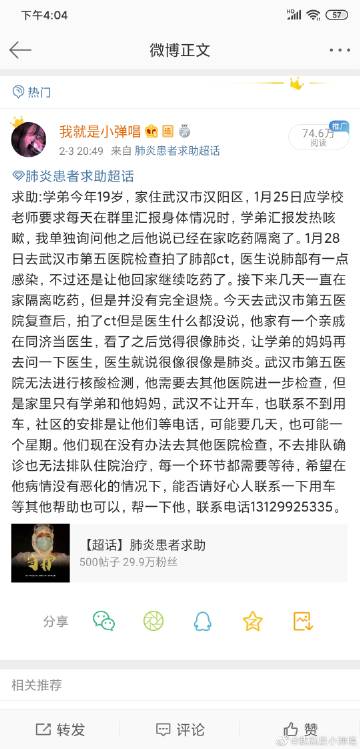 下午4:04
HD
57
微博正文
热门
我就是小弹唱
推广
74.6万
阅读
2-3 20:49 来自 肺炎患者求助超话
肺炎患者求助超话
求助:学弟今年19岁，家住武汉市汉阳区，1月25日应学校
老师要求每天在群里汇报身体情况时，学弟汇报发热咳
嗽，我单独询问他之后他说已经在家吃药隔离了。1月28
日去武汉市第五医院检查拍了肺部ct，医生说肺部有一点
感染，不过还是让他回家继续吃药了。接下来几天一直在
家隔离吃药，但是并没有完全退烧。今天去武汉市第五医
院复查后，拍了ct但是医生什么都没说，他家有一个亲戚
在同济当医生，看了之后觉得很像肺炎，让学弟的妈妈再
去问一下医生，医生就说很像很像是肺炎。武汉市第五医
院无法进行核酸检测，他需要去其他医院进一步检查，但
是家里只有学弟和他妈妈，武汉不让开车，也联系不到用
车，社区的安排是让他们等电话，可能要几天，也可能一
个星期。他们现在没有办法去其他医院检查，不去排队确
诊也无法排队住院治疗，每一个环节都需要等待，希望在
他病情没有恶化的情况下，能否请好心人联系一下用车
等其他帮助也可以，帮一下他，联系电话13129925335。
【超话】肺炎患者求助
500帖子 29.9万粉丝
分享
相关推荐
转发
评论
赞
@我就是小弹唱